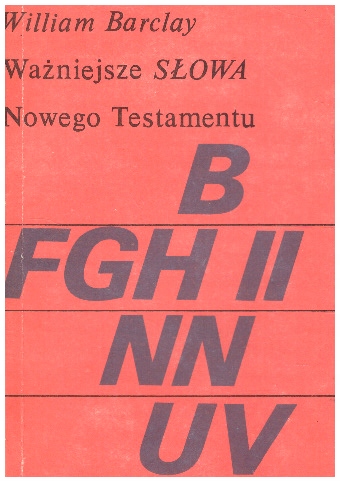 William Barclay
Ważniejsze SŁOWA
Nowego Testamentu
B
FGH II
NN
UV